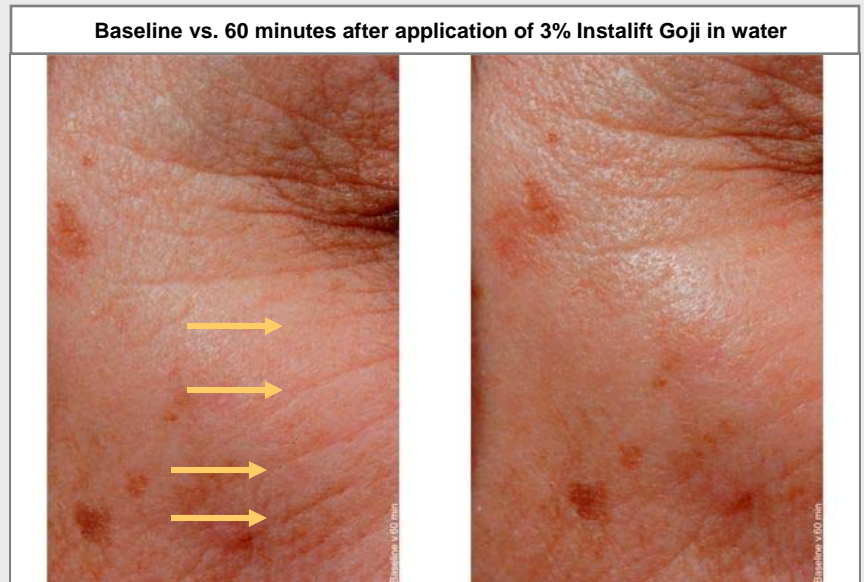 Baseline vs. 60 minutes after application of 3% Instalift Goji in water
Baseline v.60 min
Baseline v.60 min